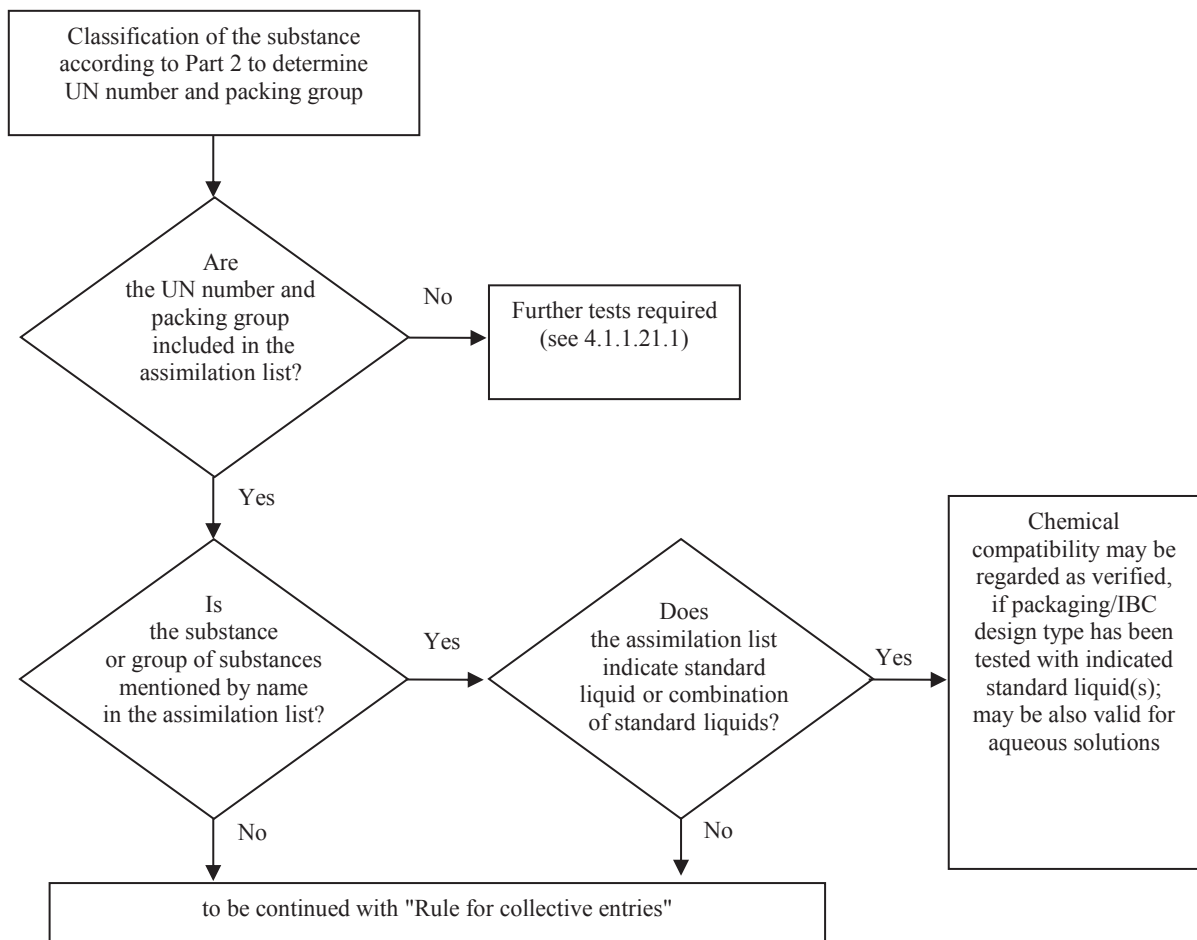 Classification of the substance
according to Part 2 to determine
UN number and packing group
Are
the UN number and
packing group
included in the
assimilation list?
No
Further tests required
(see 4.1.1.21.1)
Yes
Is
the substance
or group of substances
mentioned by name
in the assimilation list?
Yes
Does
the assimilation list
indicate standard
liquid or combination
of standard liquids?
Yes
Chemical
compatibility may be
regarded as verified,
if packaging/IBC
design type has been
tested with indicated
standard liquid(s);
may be also valid for
aqueous solutions
No
No
to be continued with "Rule for collective entries"